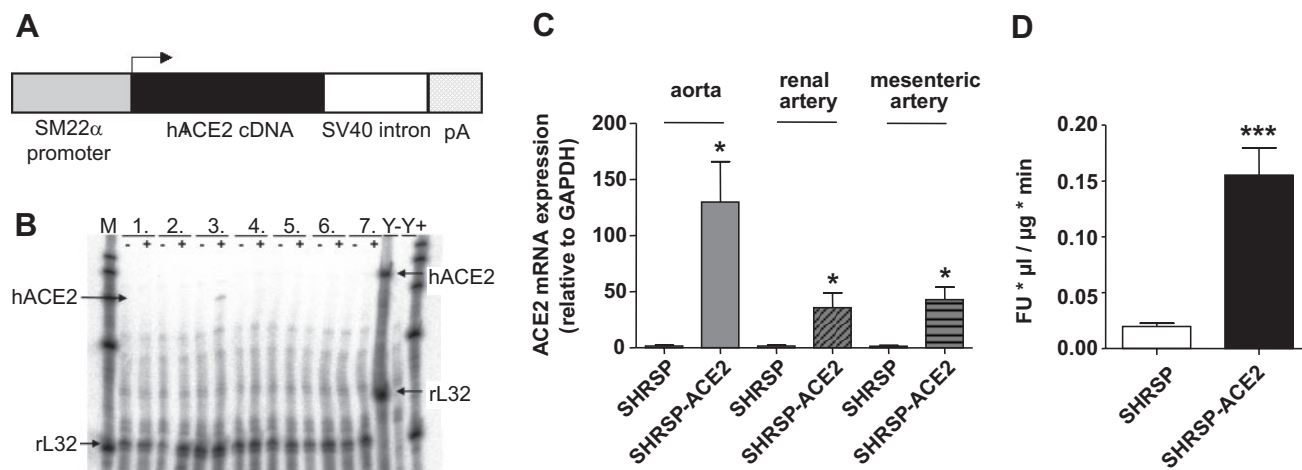 A
SM22α
promoter
hACE2 cDNA
SV40 intron
pA
B
M 1. 2. 3. 4. 5. 6. 7. Y- Y+
- + - + - + - + - + - + - +
hACE2
hACE2
rL32
rL32
C
aorta
renal
artery
mesenteric
artery
ACE2 mRNA expression
(relative to GAPDH)
200
150
100
50
0
* * *
SHRSP
SHRSP-ACE2
SHRSP
SHRSP-ACE2
SHRSP
SHRSP-ACE2
D
FU * µl / µg * min
0.20
0.15
0.10
0.05
0.00
***
SHRSP
SHRSP-ACE2